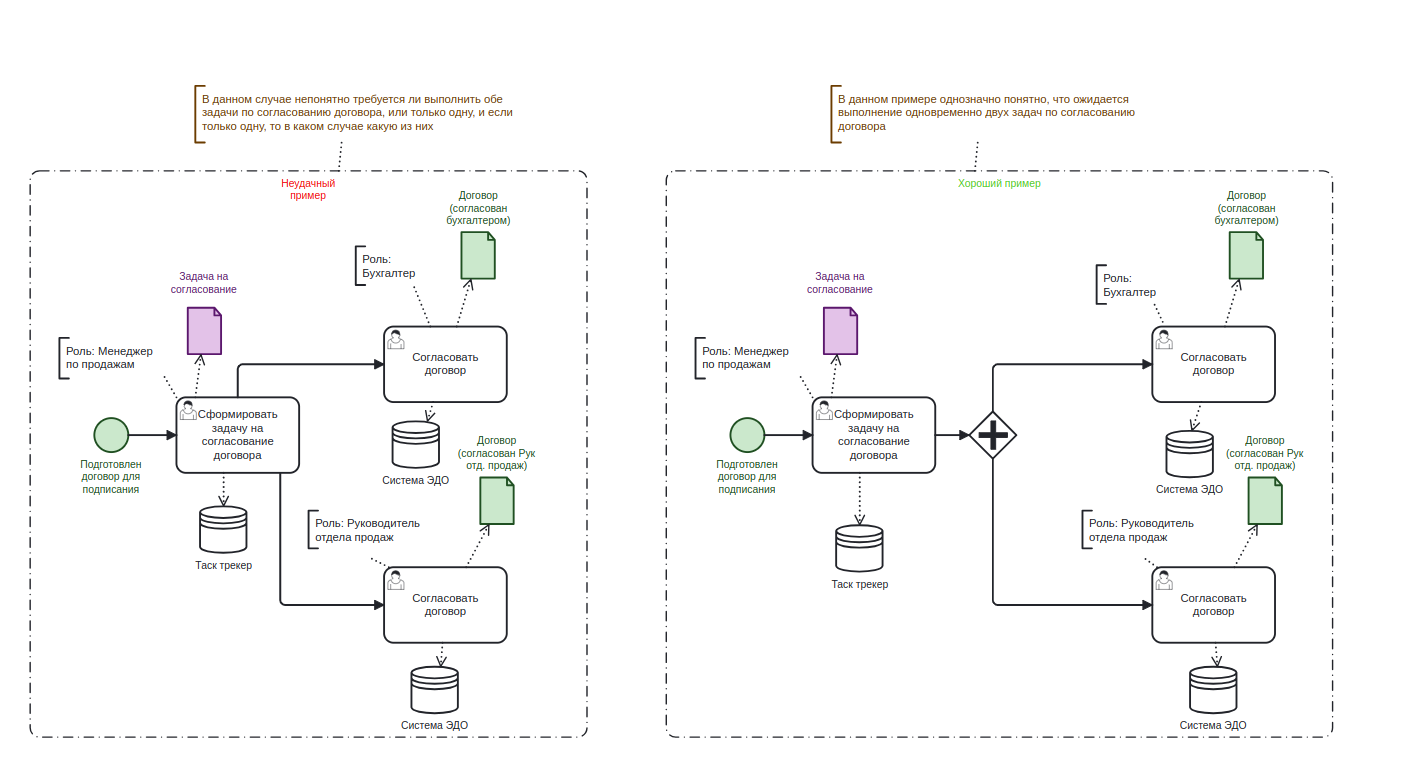 В данном случае непонятно требуется ли выполнить обе
задачи по согласованию договора, или только одну, и если
только одну, то в каком случае какую из них
Неудачный
пример
Договор
(согласован
бухгалтером)
Роль:
Бухгалтер
Задача на
согласование
Роль: Менеджер
по продажам
Согласовать
договор
Сформировать
задачу на
согласование
договора
Подготовлен
договор для
подписания
Система ЭДО
Договор
(согласован Рук
отд. продаж)
Роль: Руководитель
отдела продаж
Таск трекер
Согласовать
договор
Система ЭДО
В данном примере однозначно понятно, что ожидается
выполнение одновременно двух задач по согласованию
договора
Хороший пример
Договор
(согласован
бухгалтером)
Роль:
Бухгалтер
Задача на
согласование
Роль: Менеджер
по продажам
Согласовать
договор
Сформировать
задачу на
согласование
договора
Подготовлен
договор для
подписания
Система ЭДО
Договор
(согласован Рук
отд. продаж)
Роль: Руководитель
отдела продаж
Таск трекер
Согласовать
договор
Система ЭДО